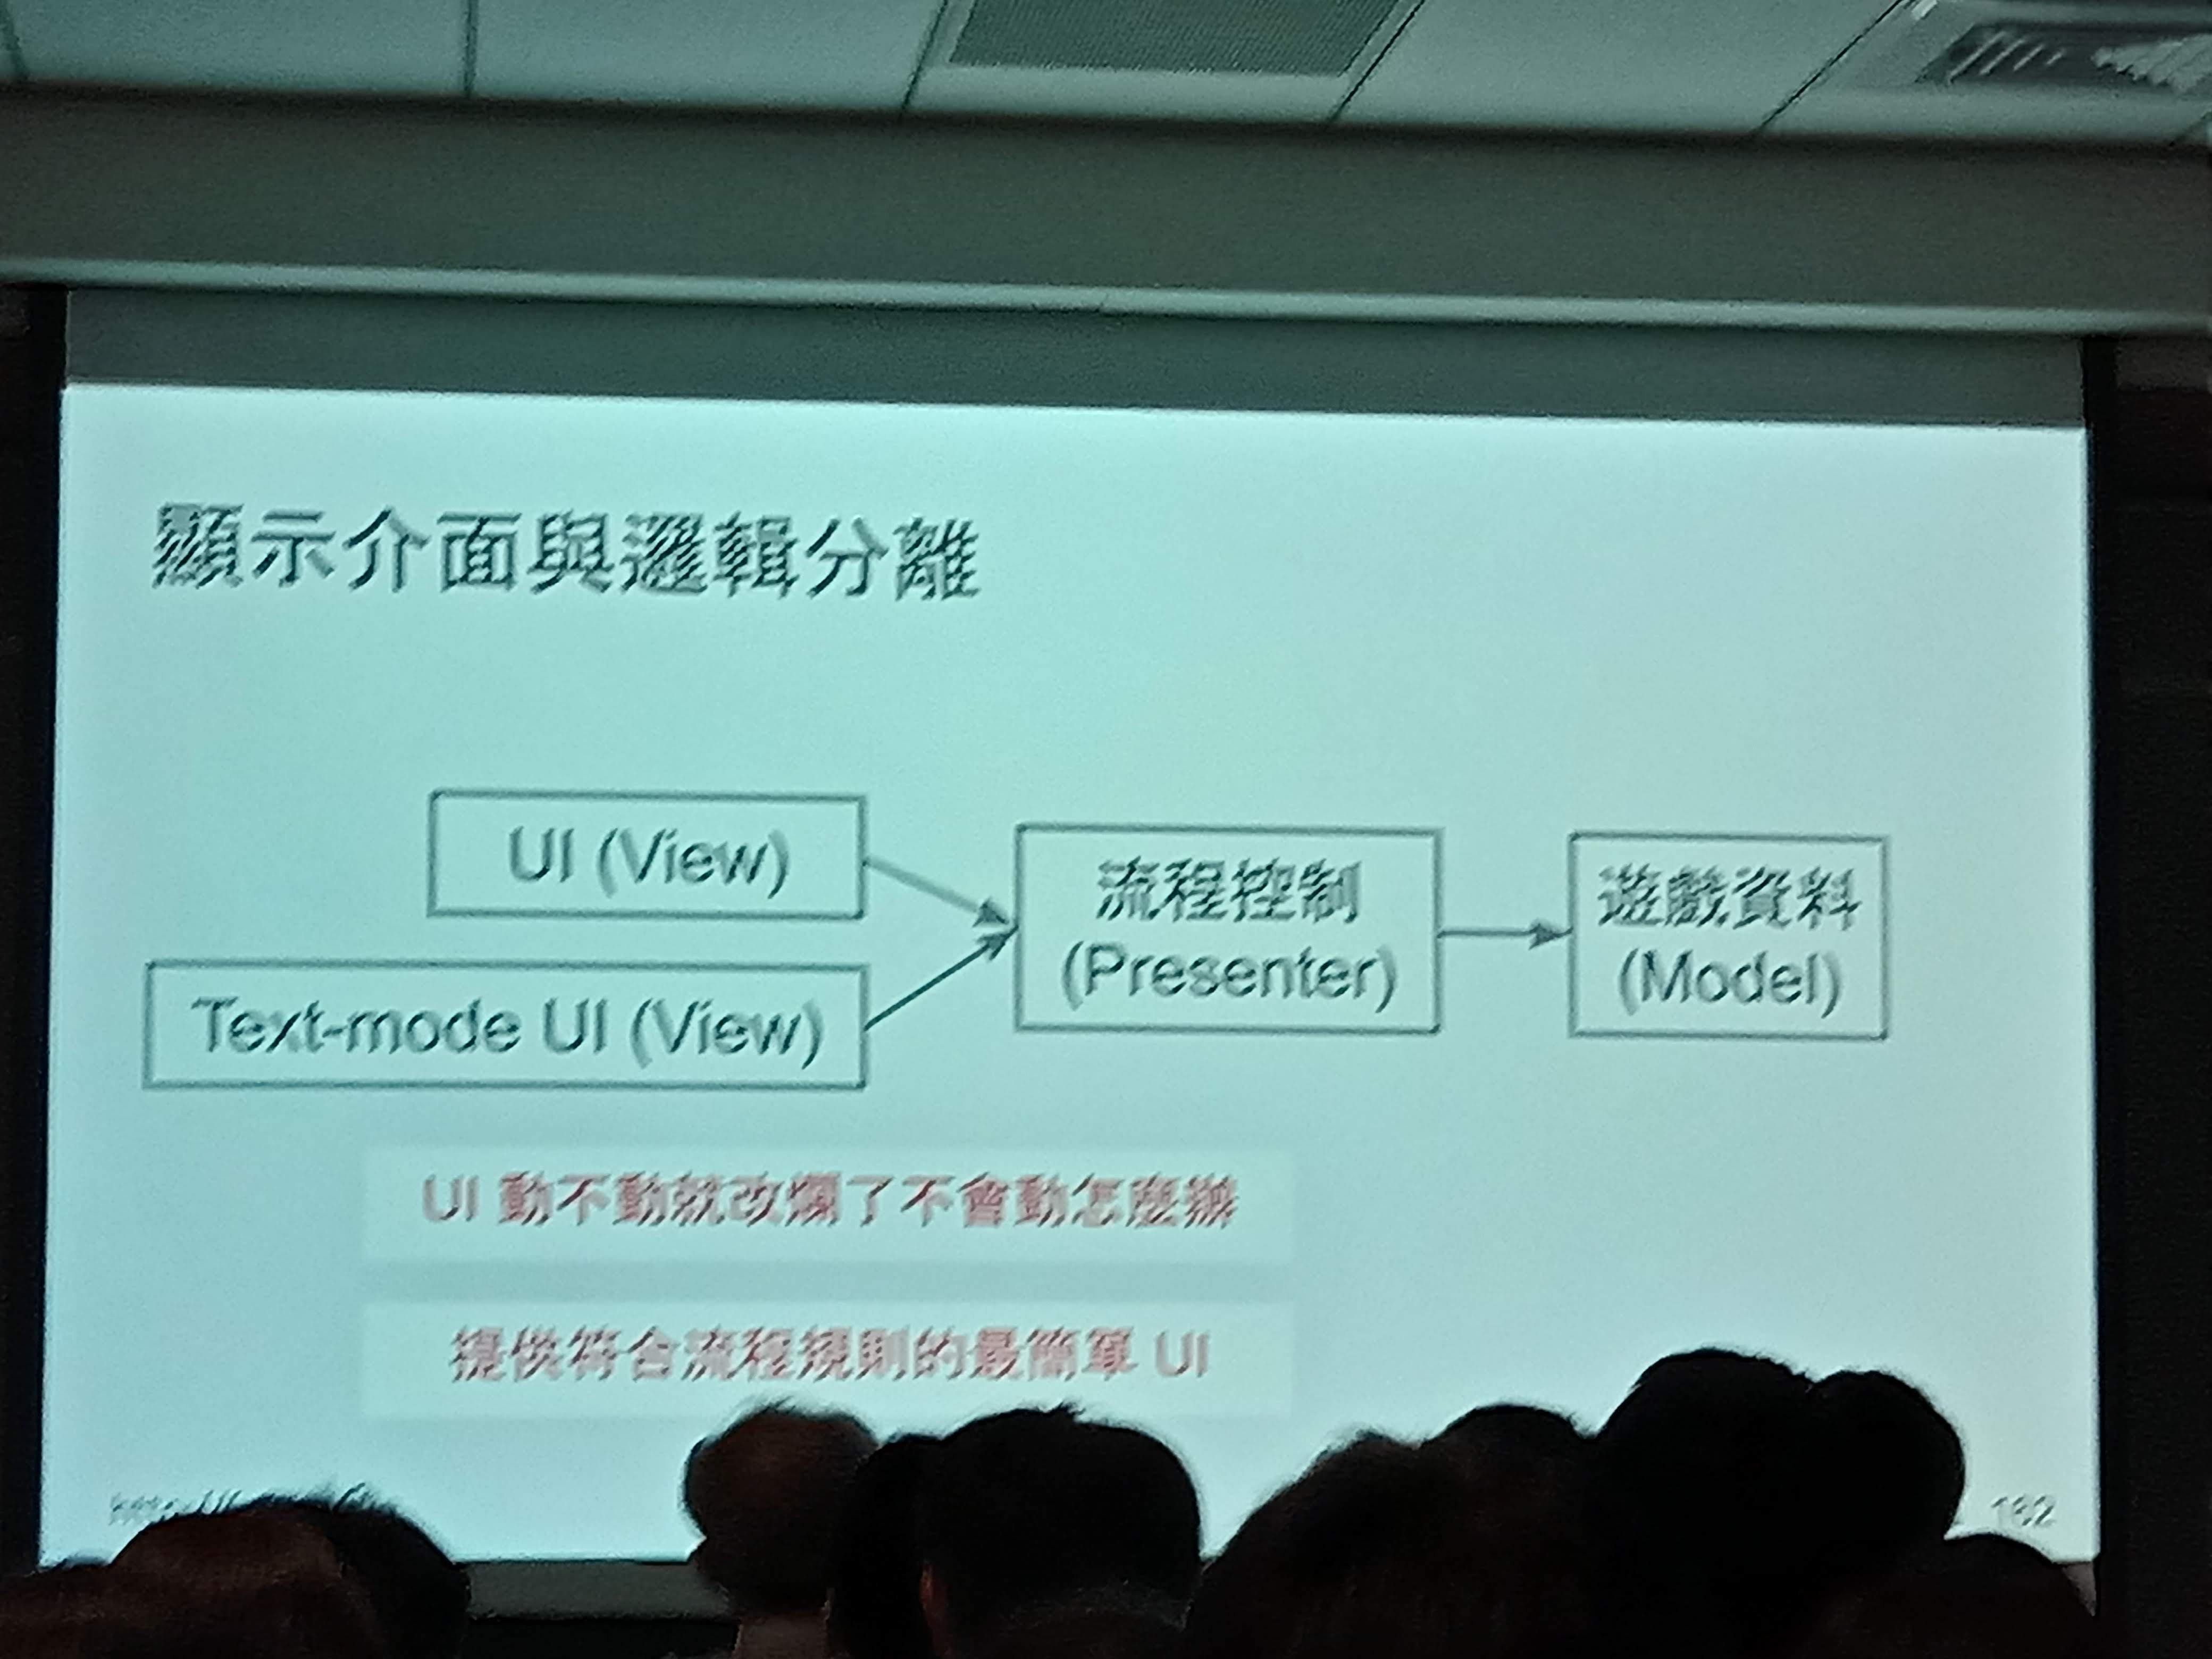 顯示介面與邏輯分離
UI (View)
Text-mode UI (View)
流程控制
(Presenter)
遊戲資料
(Model)
UI 動不動就改爛了不會動怎麼辦
提供符合流程規則的最簡單 UI
162